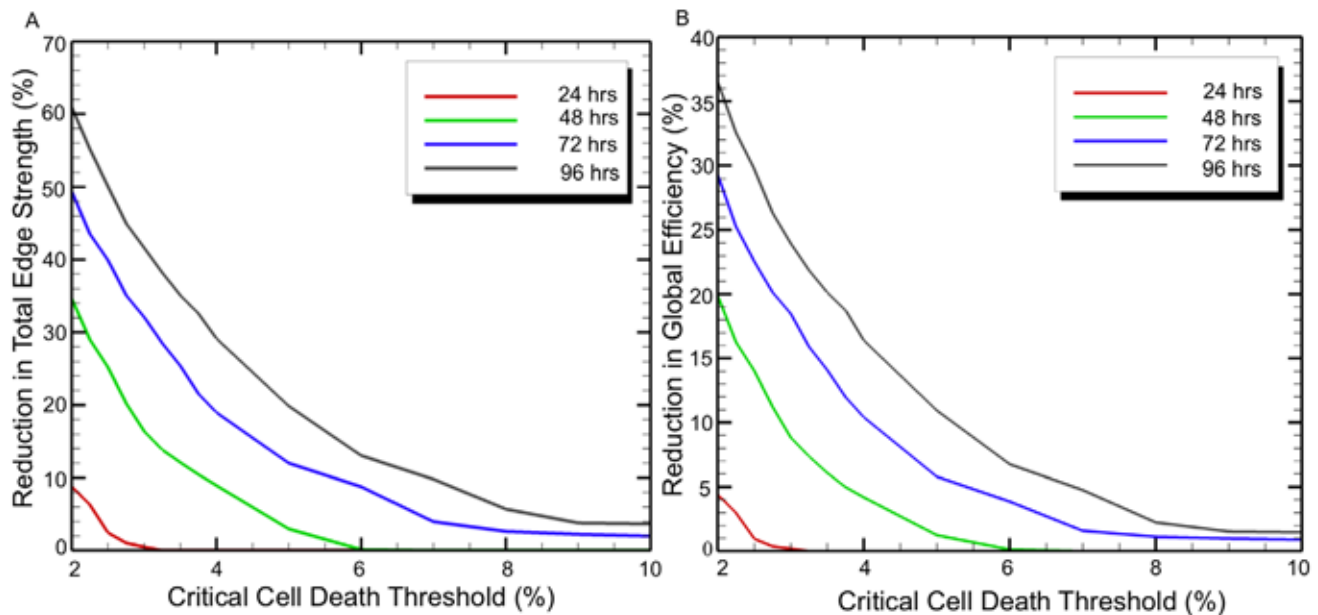 A
Reduction in Total Edge Strength (%)
70
60
50
40
30
20
10
0
24 hrs
48 hrs
72 hrs
96 hrs
2
4
6
8
10
Critical Cell Death Threshold (%)
B
Reduction in Global Efficiency (%)
40
35
30
25
20
15
10
5
0
24 hrs
48 hrs
72 hrs
96 hrs
2
4
6
8
10
Critical Cell Death Threshold (%)